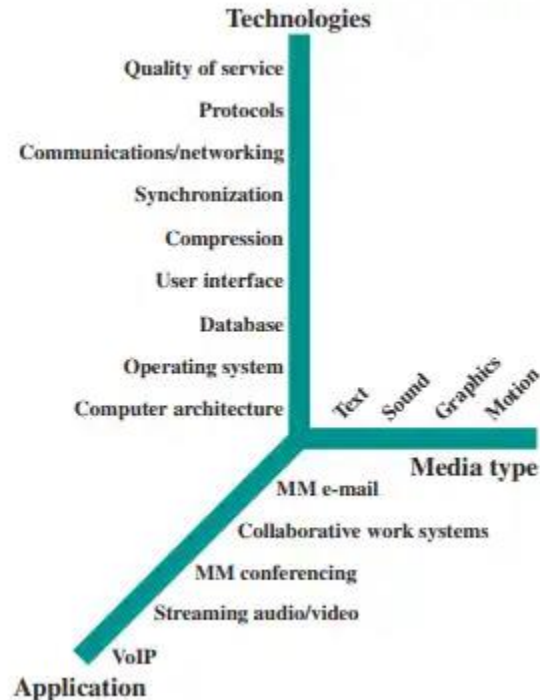 Technologies
Quality of service
Protocols
Communications/networking
Synchronization
Compression
User interface
Database
Operating system
Computer architecture
Text
Sound
Graphics
Motion
Media type
MM e-mail
Collaborative work systems
MM conferencing
Streaming audio/video
VoIP
Application